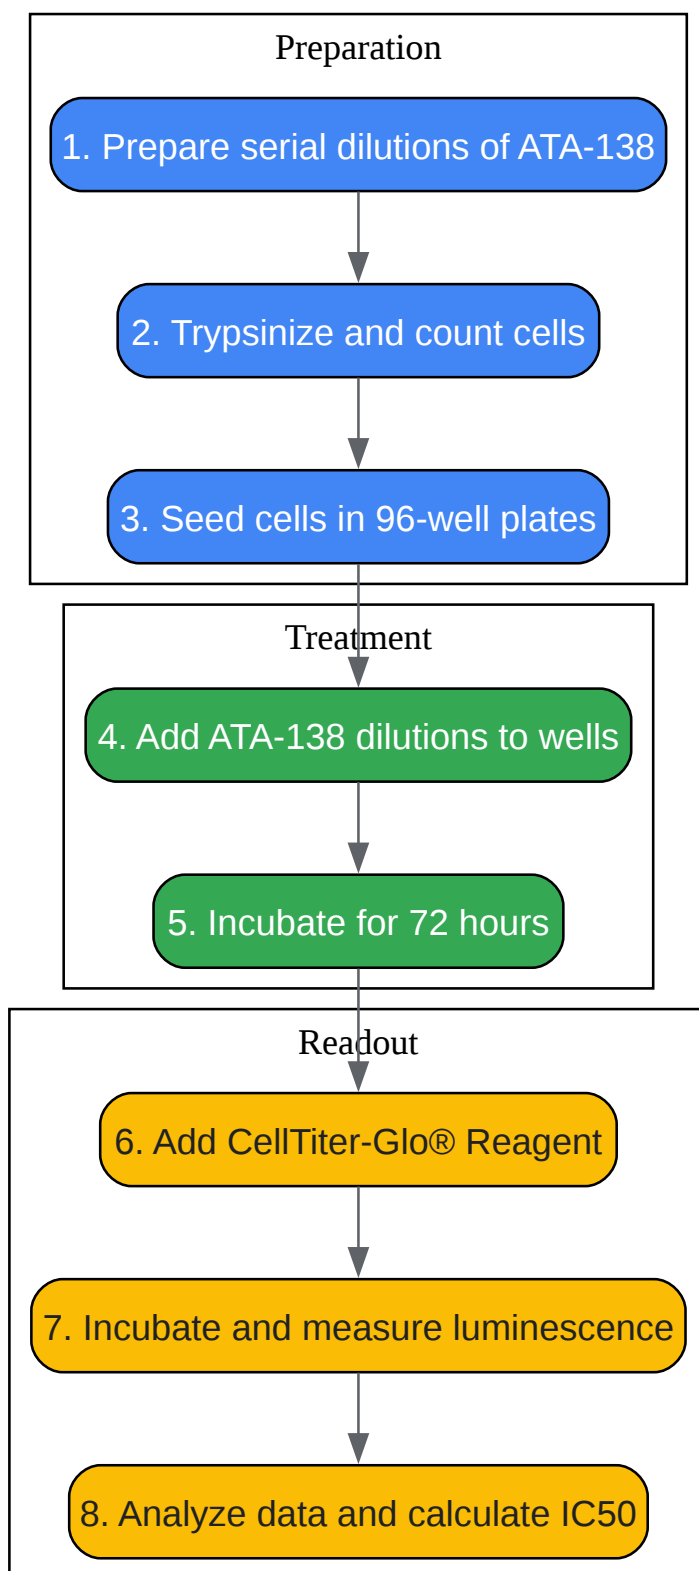 Preparation
1. Prepare serial dilutions of ATA-138
2. Trypsinize and count cells
3. Seed cells in 96-well plates
Treatment
4. Add ATA-138 dilutions to wells
5. Incubate for 72 hours
Readout
6. Add CellTiter-Glo® Reagent
7. Incubate and measure luminescence
8. Analyze data and calculate IC50